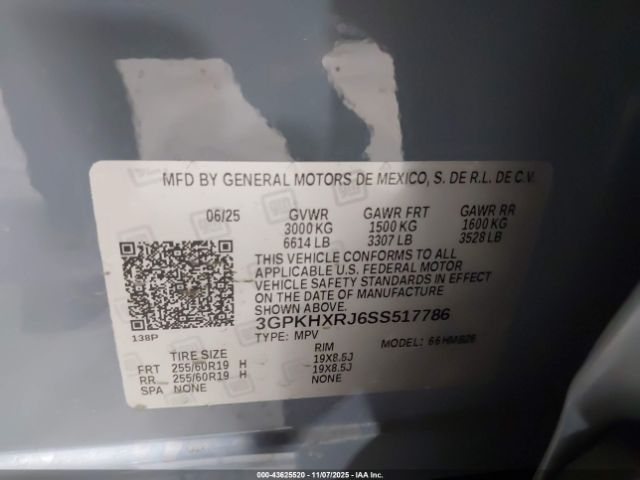 MFD BY GENERAL MOTORS DE MEXICO, S. DE R.L. DE C.V.
06/25 GVWR GAWR FRT GAWR RR
3000 KG 1500 KG 1600 KG
6614 LB 3307 LB 3528 LB
THIS VEHICLE CONFORMS TO ALL
APPLICABLE U.S. FEDERAL MOTOR
VEHICLE SAFETY STANDARDS IN EFFECT
ON THE DATE OF MANUFACTURE
SHOWN ABOVE.
3GPKHXRJ6SS517786
138P TYPE: MPV MODEL: 66HMB26
TIRE SIZE RIM
FRT 255/60R19 H 19X8.5J
RR 255/60R19 H 19X8.5J
SPA NONE NONE
000-43625520 - 11/07/2025 - IAA Inc.